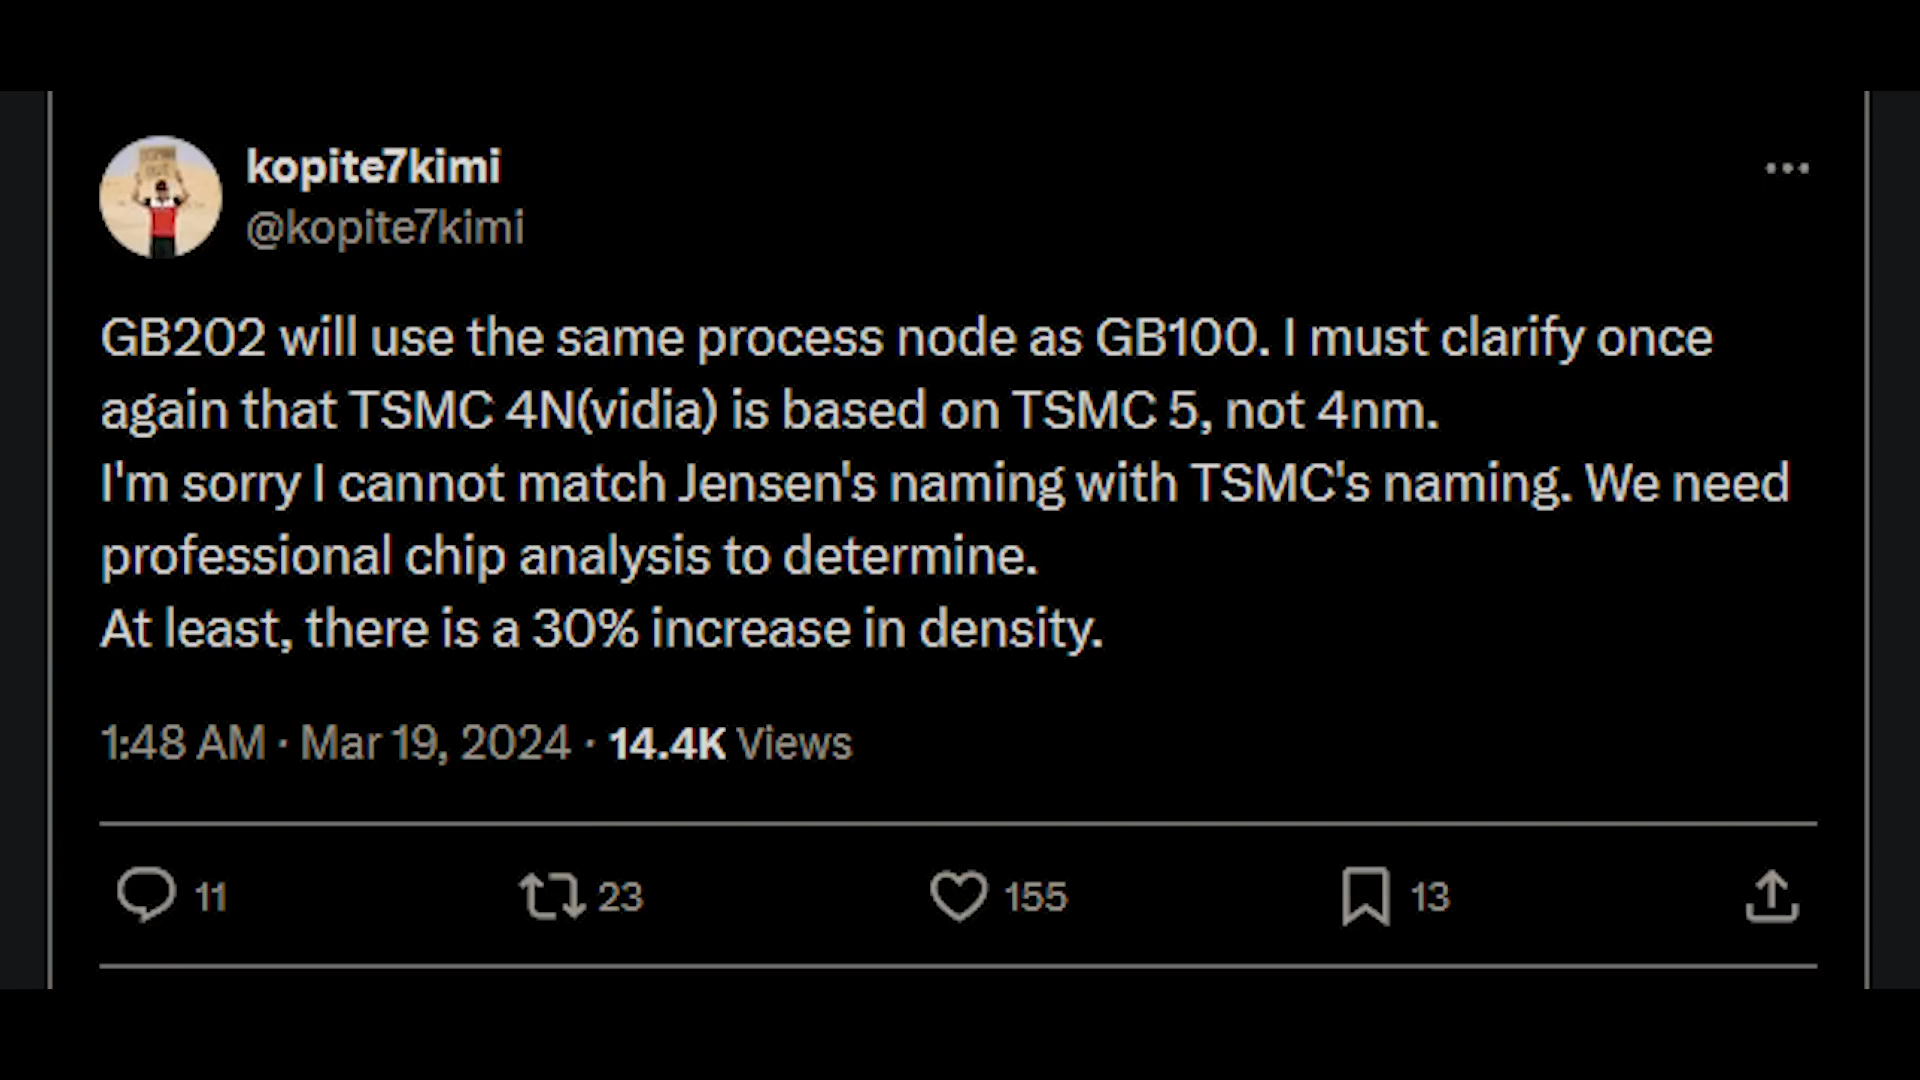 kopite7kimi
@kopite7kimi
GB202 will use the same process node as GB100. I must clarify once
again that TSMC 4N(vidia) is based on TSMC 5, not 4nm.
I'm sorry I cannot match Jensen's naming with TSMC's naming. We need
professional chip analysis to determine.
At least, there is a 30% increase in density.
1:48 AM · Mar 19, 2024 · 14.4K Views
11 23 155 13